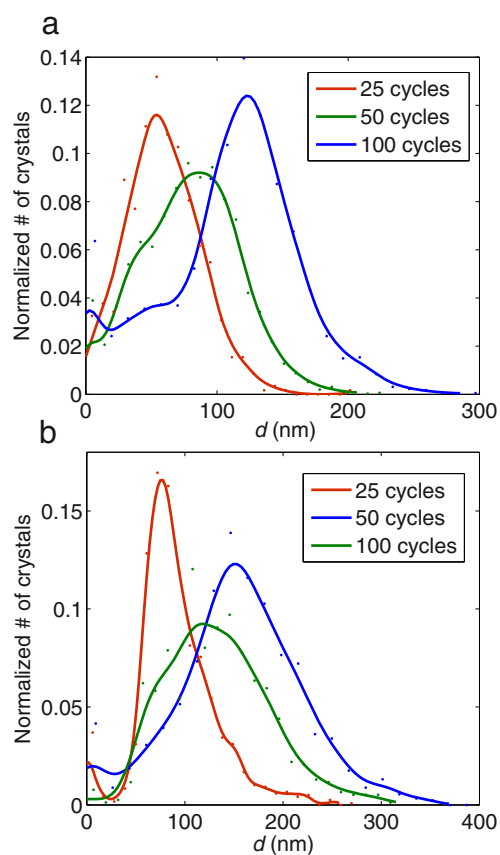 a
0.14
0.12
0.1
0.08
0.06
0.04
0.02
0
Normalized # of crystals
25 cycles
50 cycles
100 cycles
0 100 200 300
d (nm)
b
0.15
0.1
0.05
0
Normalized # of crystals
25 cycles
50 cycles
100 cycles
0 100 200 300 400
d (nm)